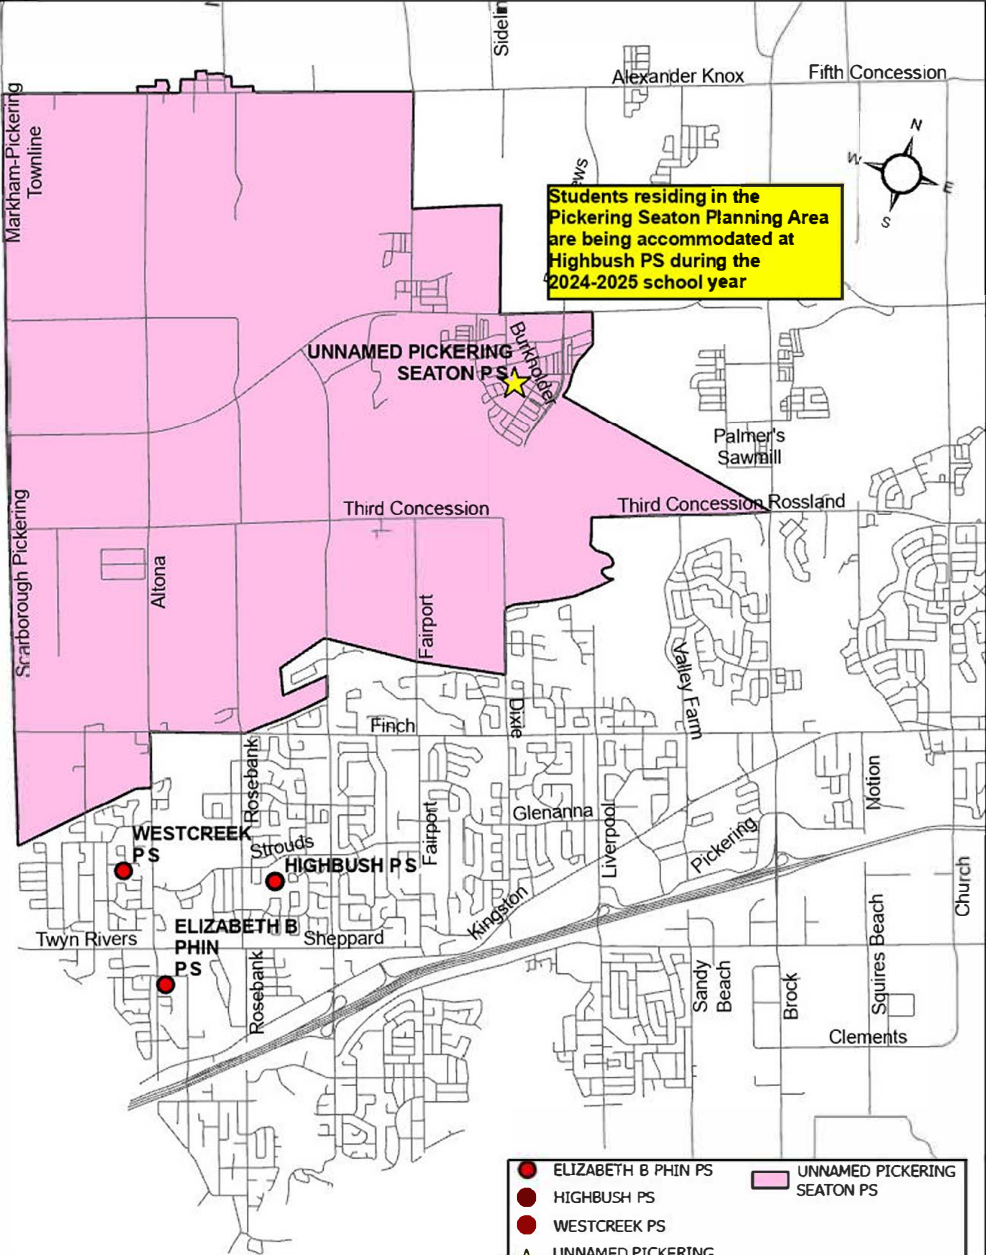 Sidelin
Alexander Knox
Fifth Concession
Markham-Pickering
Townline
N
W
E
S
ews
Students residing in the
Pickering Seaton Planning Area
are being accommodated at
Highbush PS during the
2024-2025 school year
Burkholder
UNNAMED PICKERING
SEATON P S
Palmer's
Sawmill
Third Concession
Third Concession
Rossland
Scarborough Pickering
Altona
Fairport
Valley Farm
Dixie
Finch
Rosebank
Notion
Glenanna
Liverpool
Fairport
Pickering
WESTCREEK
P S
Strouds
HIGHBUSH P S
Church
Kingston
ELIZABETH B
PHIN
P S
Twyn Rivers
Sheppard
Rosebank
Sandy
Beach
Brock
Squires Beach
Clements
ELIZABETH B PHIN PS
HIGHBUSH PS
WESTCREEK PS
UNNAMED PICKERING
UNNAMED PICKERING
SEATON PS